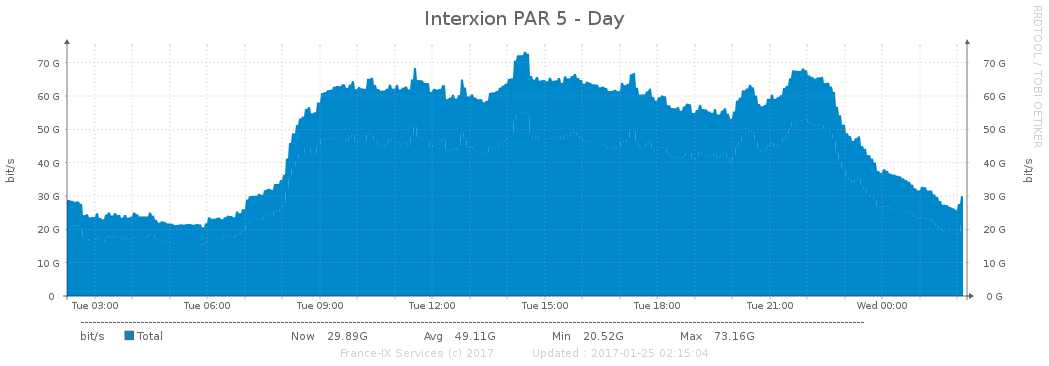 Interxion PAR 5 - Day
RRDTOOL / TOBI OETIKER
bit/s
70 G 70 G
60 G 60 G
50 G 50 G
40 G 40 G
30 G 30 G
20 G 20 G
10 G 10 G
0 0 G
bit/s
Tue 03:00 Tue 06:00 Tue 09:00 Tue 12:00 Tue 15:00 Tue 18:00 Tue 21:00 Wed 00:00
bit/s Total Now 29.89G Avg 49.11G Min 20.52G Max 73.16G
France-IX Services (c) 2017 Updated : 2017-01-25 02:15:04